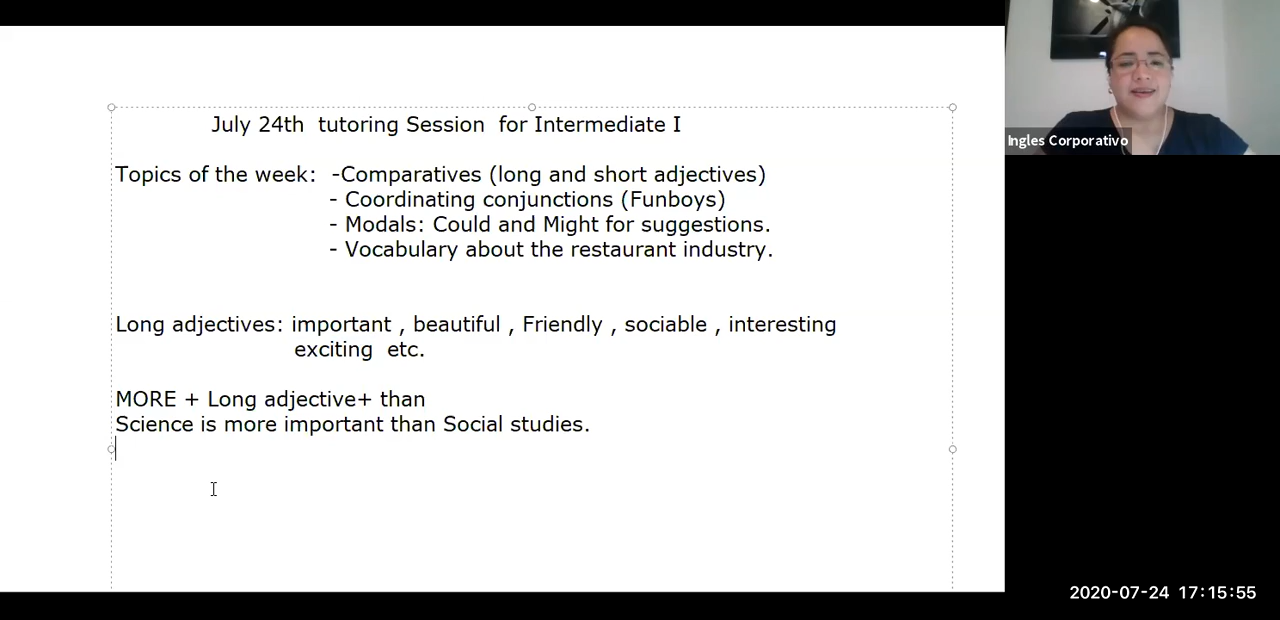 July 24th tutoring Session for Intermediate I
Topics of the week: -Comparatives (long and short adjectives)
- Coordinating conjunctions (Funboys)
- Modals: Could and Might for suggestions.
- Vocabulary about the restaurant industry.
Long adjectives: important , beautiful , Friendly , sociable , interesting
exciting etc.
MORE + Long adjective+ than
Science is more important than Social studies.
Ingles Corporativo
2020-07-24 17:15:55